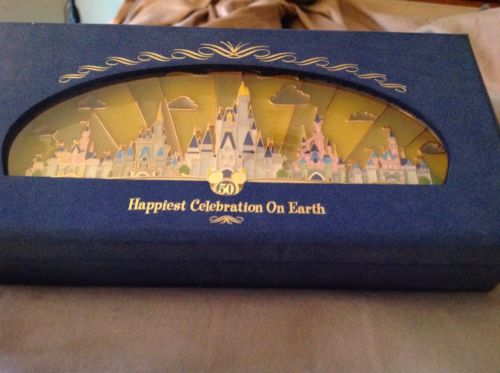 50
Happiest Celebration On Earth